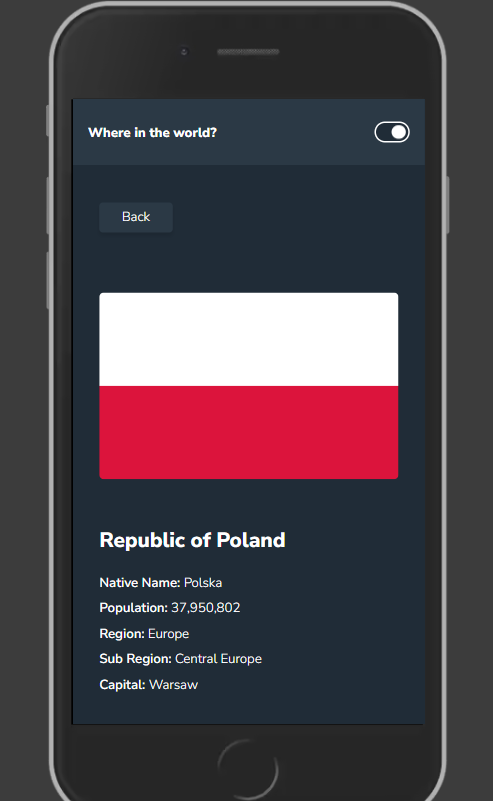 Where in the world?
Back
Republic of Poland
Native Name: Polska
Population: 37,950,802
Region: Europe
Sub Region: Central Europe
Capital: Warsaw